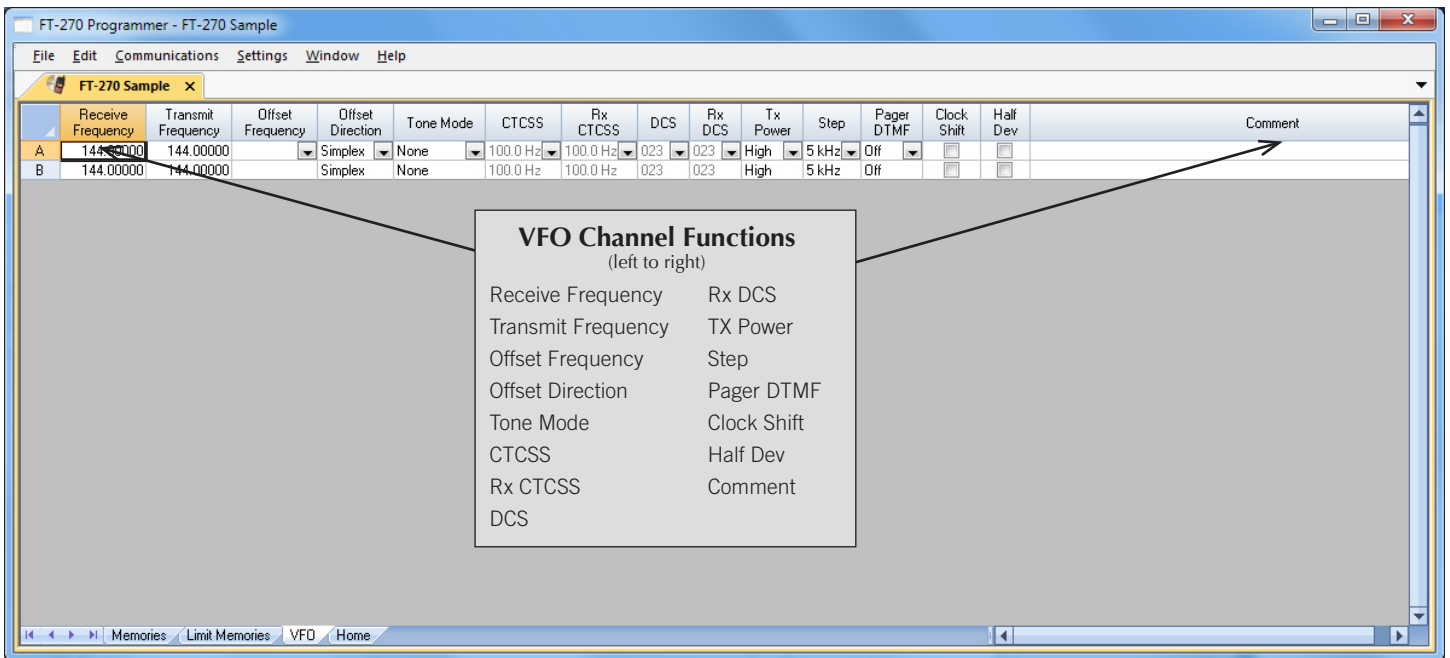 FT-270 Programmer - FT-270 Sample
File Edit Communications Settings Window Help
FT-270 Sample X
Receive Frequency Transmit Frequency Offset Frequency Offset Direction Tone Mode CTCSS Rx CTCSS DCS Rx DCS Tx Power Step Pager DTMF Clock Shift Half Dev Comment
A 144.00000 144.00000 Simplex None 100.0 Hz 100.0 Hz 023 023 High 5 kHz Off
B 144.00000 144.00000 Simplex None 100.0 Hz 100.0 Hz 023 023 High 5 kHz Off
VFO Channel Functions
(left to right)
Receive Frequency
Transmit Frequency
Offset Frequency
Offset Direction
Tone Mode
CTCSS
Rx CTCSS
DCS
Rx DCS
TX Power
Step
Pager DTMF
Clock Shift
Half Dev
Comment
Memories Limit Memories VFO Home